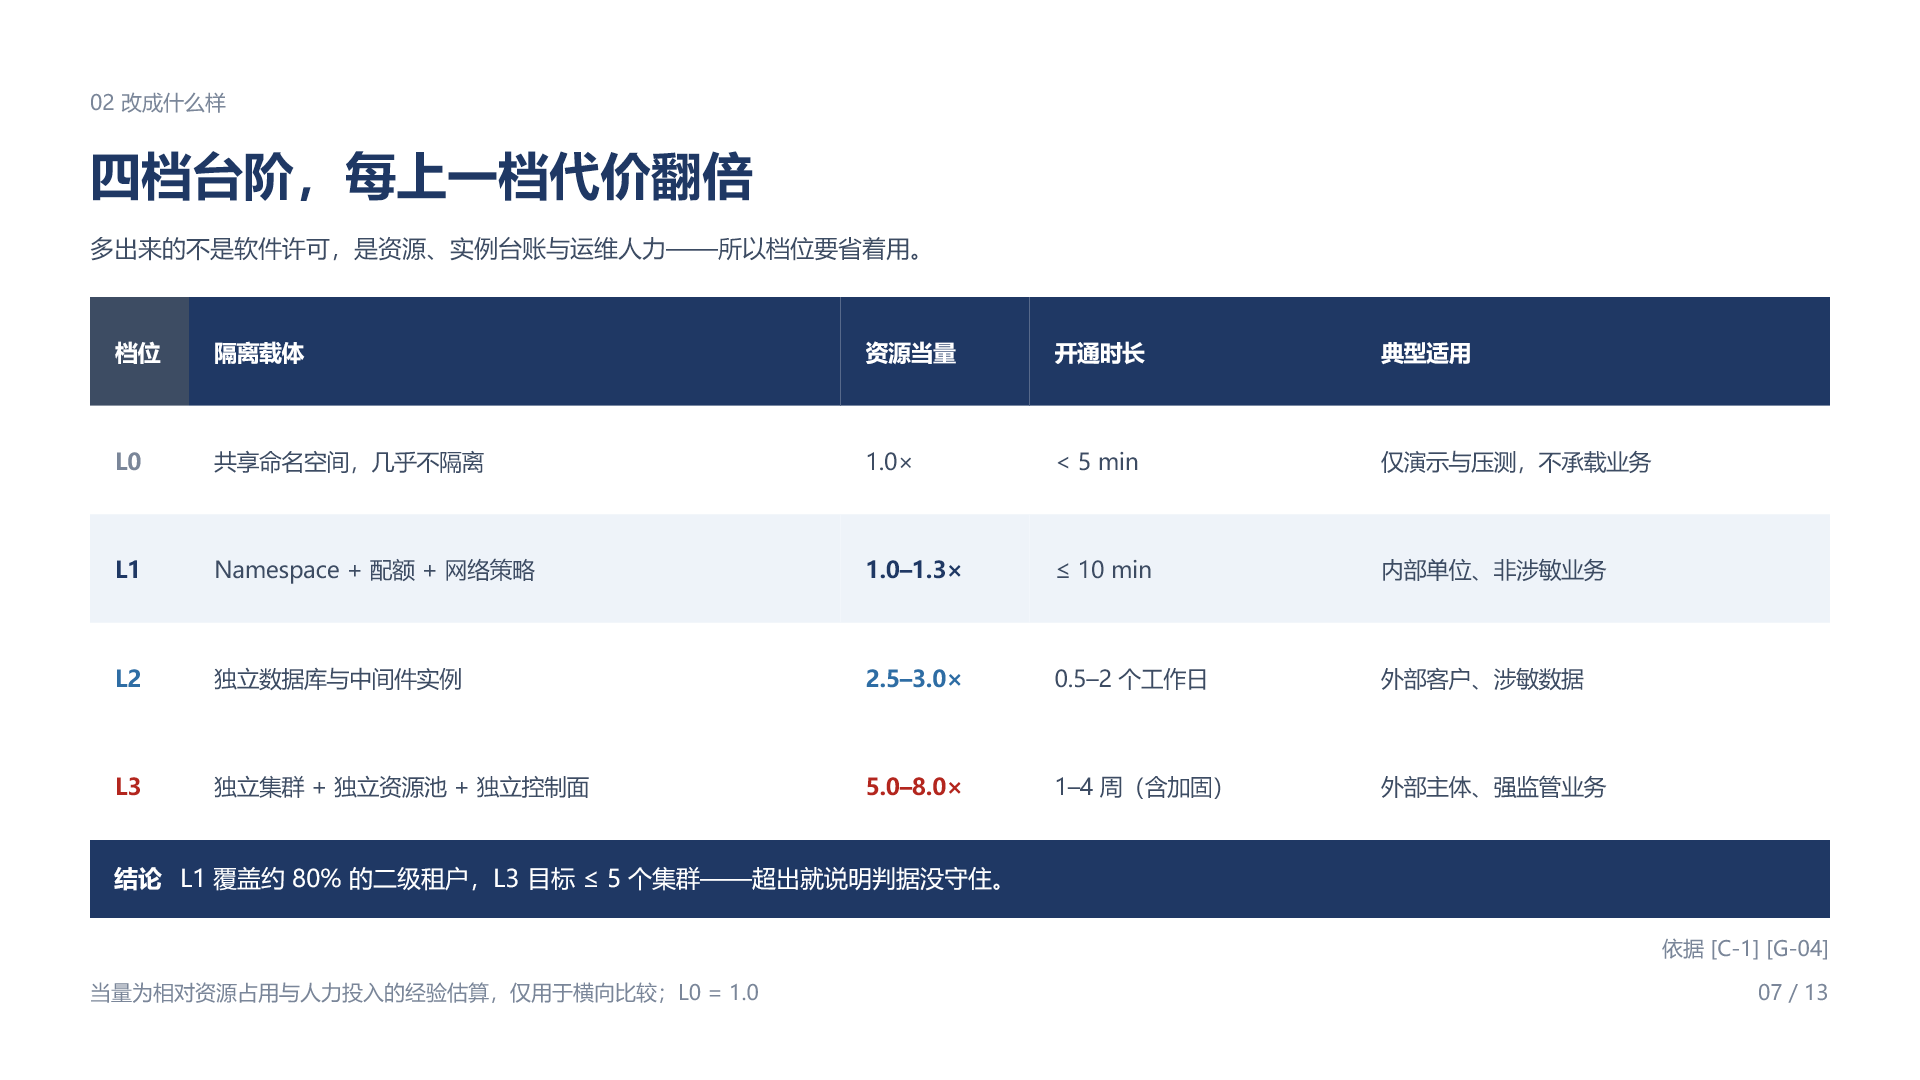 02 改成什么样
四档台阶，每上一档代价翻倍
多出来的不是软件许可，是资源、实例台账与运维人力——所以档位要省着用。
档位 隔离载体 资源当量 开通时长 典型适用
L0 共享命名空间，几乎不隔离 1.0× < 5 min 仅演示与压测，不承载业务
L1 Namespace + 配额 + 网络策略 1.0–1.3× ≤ 10 min 内部单位、非涉敏业务
L2 独立数据库与中间件实例 2.5–3.0× 0.5–2 个工作日 外部客户、涉敏数据
L3 独立集群 + 独立资源池 + 独立控制面 5.0–8.0× 1–4 周（含加固） 外部主体、强监管业务
结论 L1 覆盖约 80% 的二级租户，L3 目标 ≤ 5 个集群——超出就说明判据没守住。
依据 [C-1] [G-04]
当量为相对资源占用与人力投入的经验估算，仅用于横向比较；L0 = 1.0
07 / 13